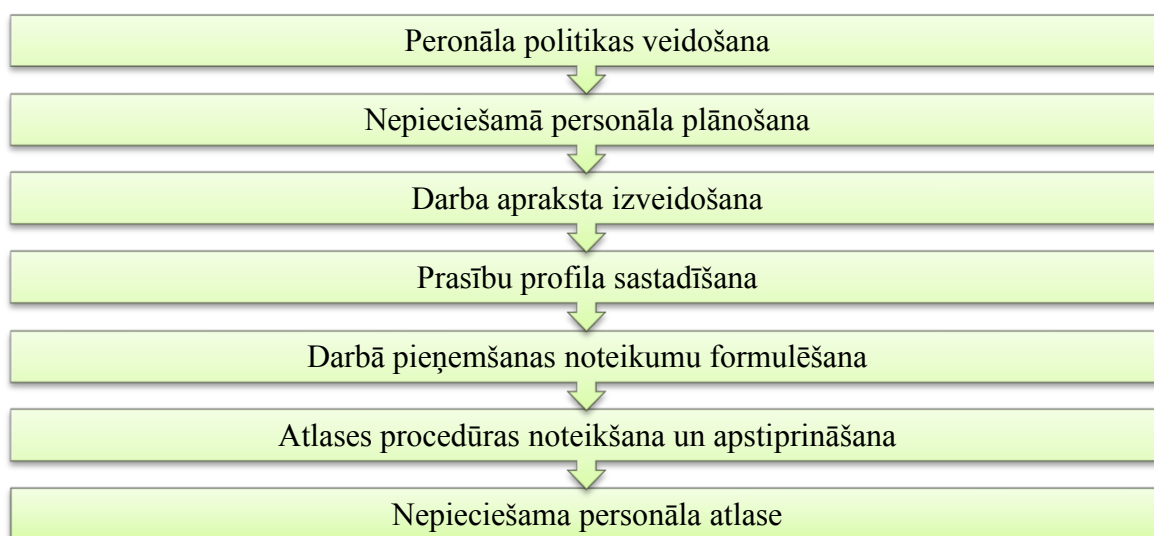 Peronāla politikas veidošana
Nepieciešamā personāla plānošana
Darba apraksta izveidošana
Prasību profila sastadīšana
Darbā pieņemšanas noteikumu formulēšana
Atlases procedūras noteikšana un apstiprināšana
Nepieciešama personāla atlase